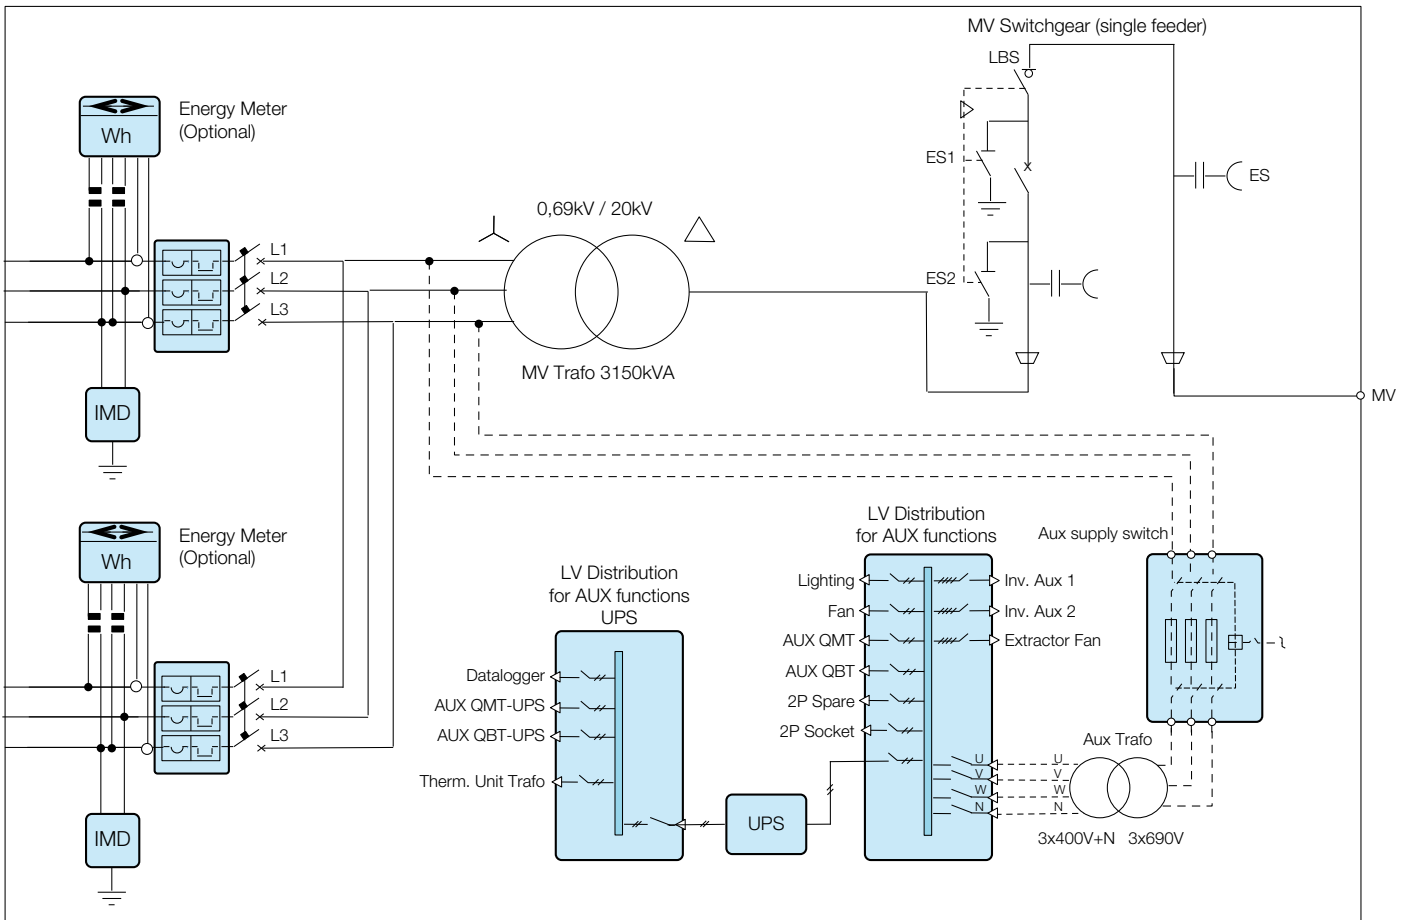 MV Switchgear (single feeder)
LBS
Energy Meter
(Optional)
Wh
ES1
ES
0,69kV / 20kV
L1
L2
L3
ES2
MV Trafo 3150kVA
MV
IMD
LV Distribution
for AUX functions
Aux supply switch
Energy Meter
(Optional)
Wh
LV Distribution
for AUX functions
UPS
Lighting
Inv. Aux 1
Fan
Inv. Aux 2
AUX QMT
Extractor Fan
AUX QBT
Datalogger
L1
2P Spare
AUX QMT-UPS
L2
2P Socket
AUX QBT-UPS
L3
Aux Trafo
U
U
V
V
Therm. Unit Trafo
W
W
N
N
UPS
IMD
3x400V+N
3x690V